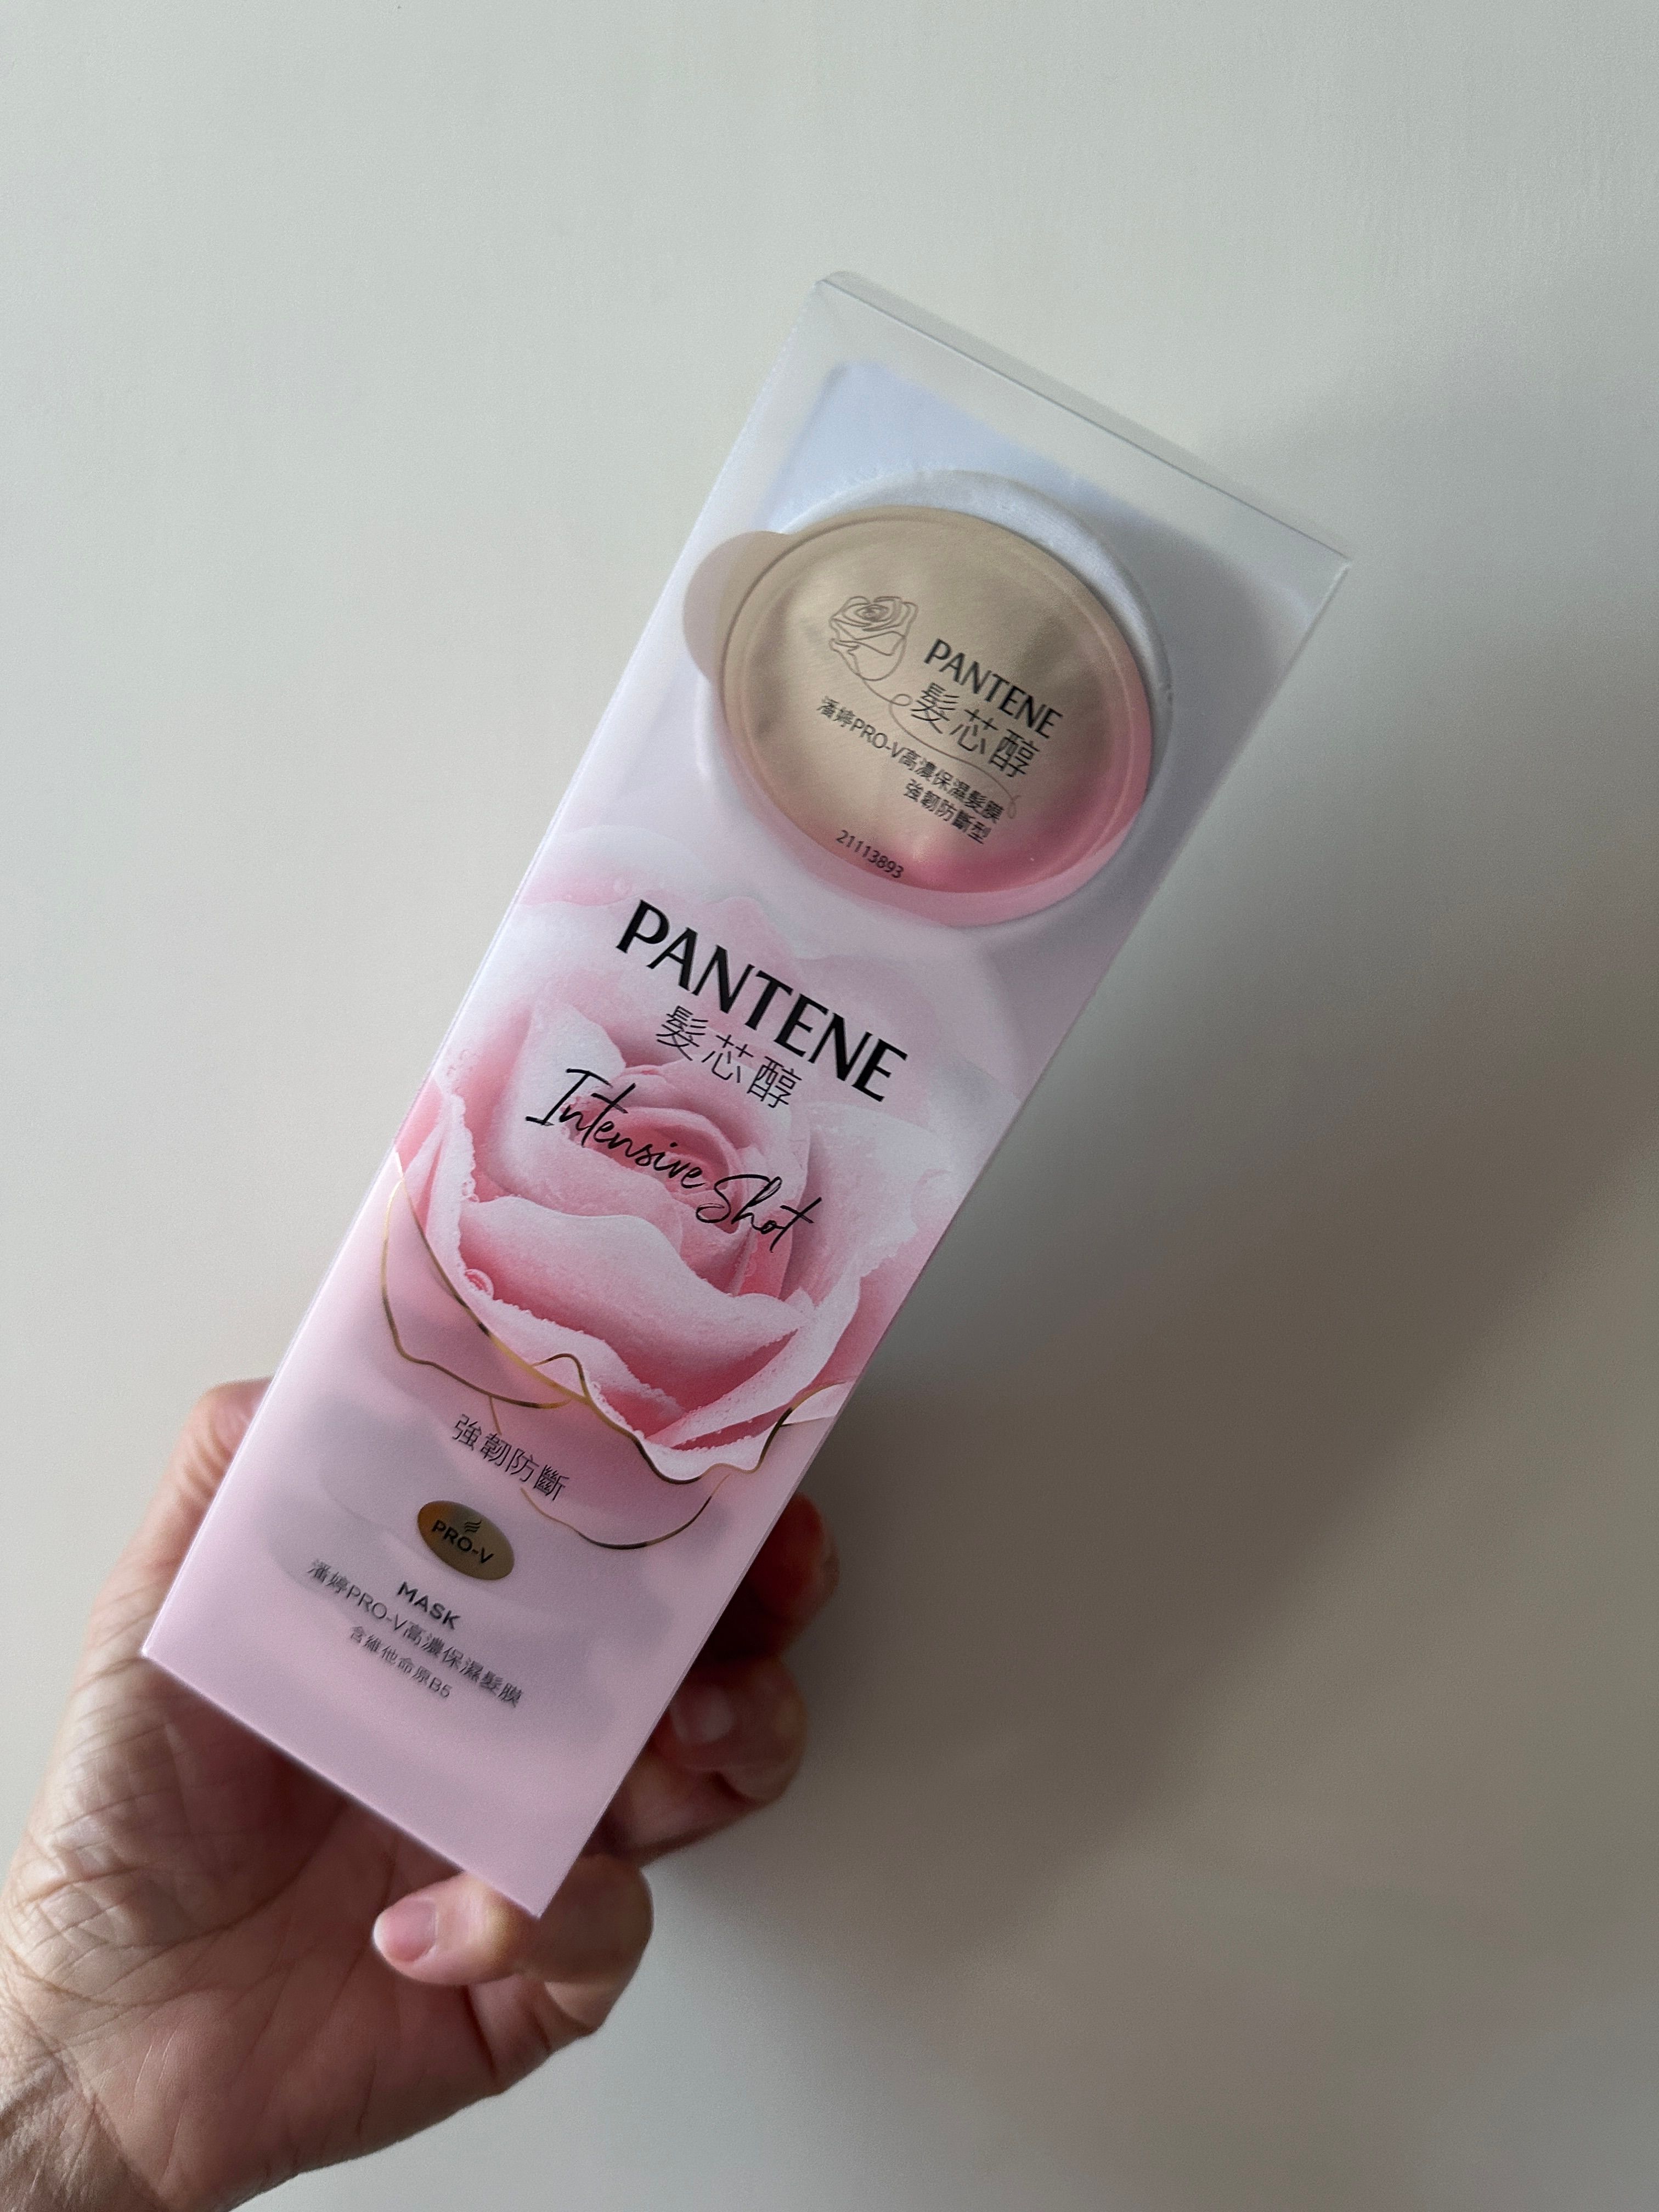 PANTENE
髮芯醇
潘婷PRO-V高濃保濕髮膜
強韌防斷型
21113893
PANTENE
髮芯醇
Intensive Shot
強韌防斷
PRO-V
MASK
潘婷PRO-V高濃保濕髮膜
含維他命原B5